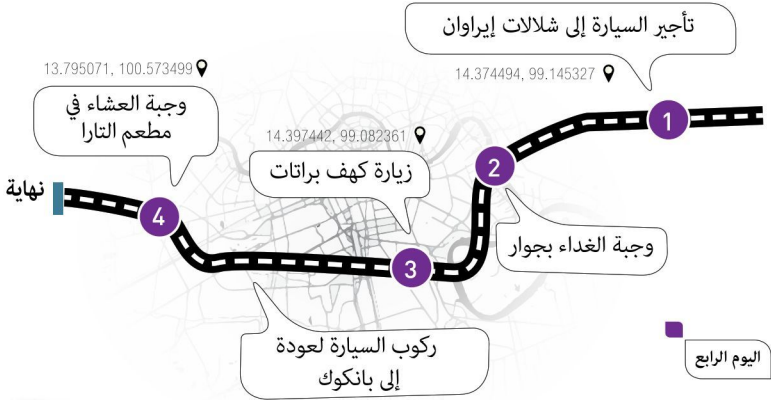 تأجير السيارة إلى شلالات إيراوان
14.374494, 99.145327
1
2
وجبة الغداء بجوار
14.397442, 99.082361
زيارة كهف براتات
3
ركوب السيارة لعودة
إلى بانكوك
13.795071, 100.573499
وجبة العشاء في
مطعم التارا
4
نهاية
اليوم الرابع